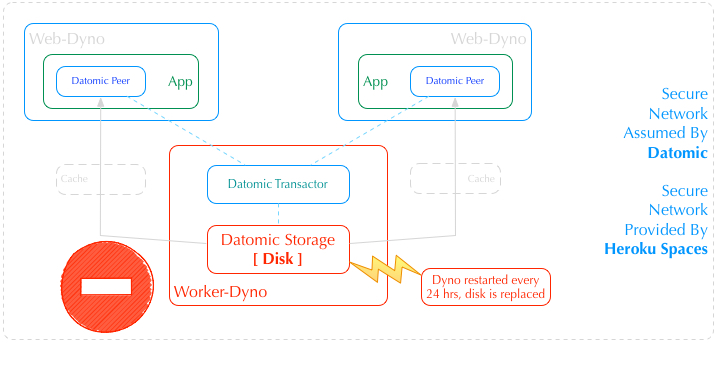 Web-Dyno
Datomic Peer
App
Web-Dyno
App
Datomic Peer
Secure
Network
Assumed By
Datomic
Secure
Network
Provided By
Heroku Spaces
Cache
Datomic Transactor
Cache
Datomic Storage
[ Disk ]
Worker-Dyno
Dyno restarted every
24 hrs, disk is replaced